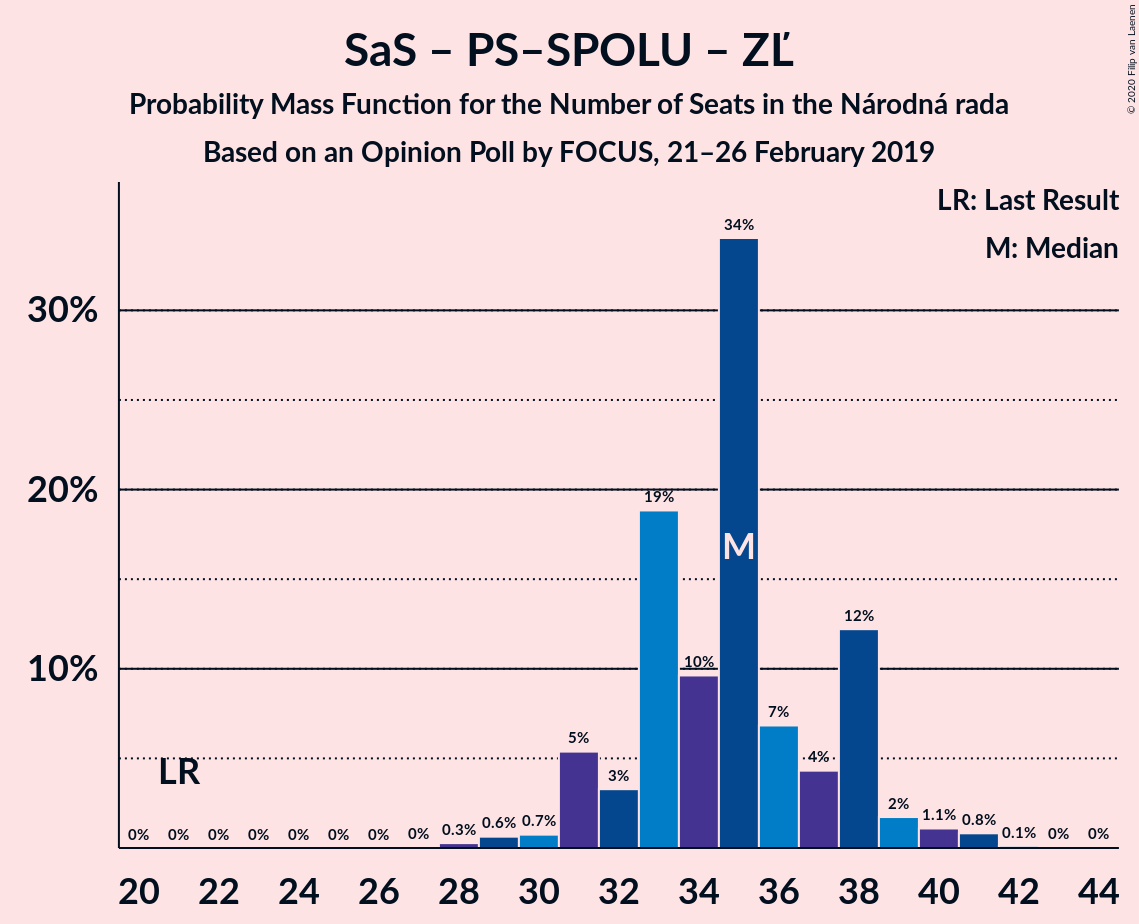 SaS – PS–SPOLU – ZĽ
Probability Mass Function for the Number of Seats in the Národná rada
Based on an Opinion Poll by FOCUS, 21–26 February 2019
© 2020 Filip van Laenen
LR: Last Result
M: Median
30%
20%
10%
LR
M
0% 0% 0% 0% 0% 0% 0% 0% 0.3% 0.6% 0.7% 5% 3% 19% 10% 34% 7% 4% 12% 2% 1.1% 0.8% 0.1% 0% 0%
20 22 24 26 28 30 32 34 36 38 40 42 44